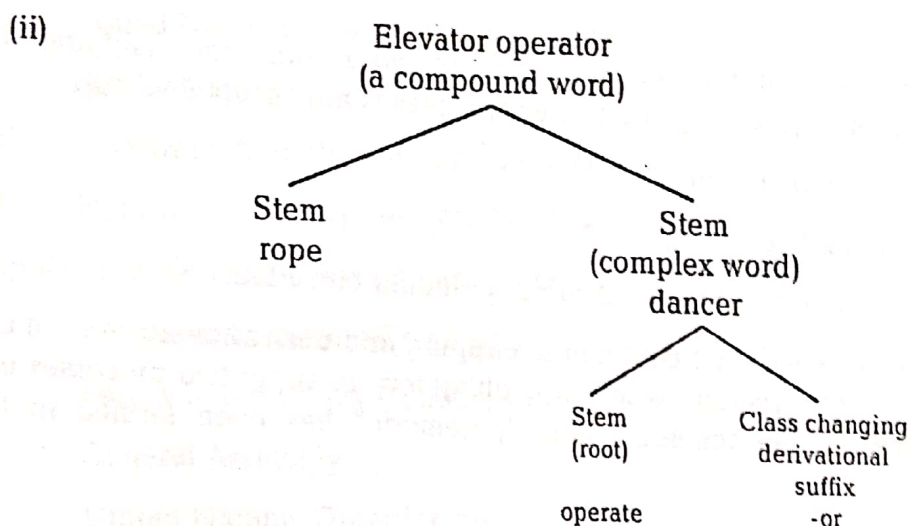 (ii)
Elevator operator
(a compound word)
Stem
rope
Stem
(complex word)
dancer
Stem
(root)
operate
Class changing
derivational
suffix
-or